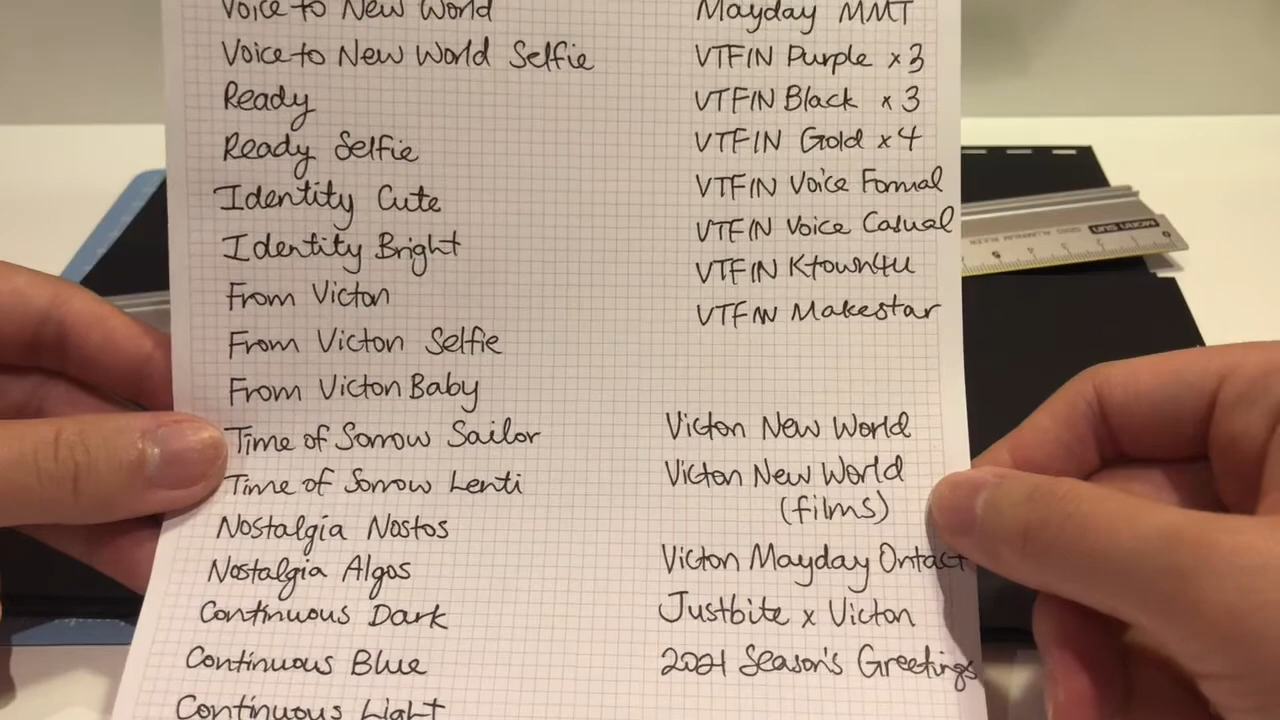 Voice to New World
Voice to New World Selfie
Ready
Ready Selfie
Identity Cute
Identity Bright
From Victon
From Victon Selfie
From Victon Baby
Time of Sorrow Sailor
Time of Sorrow Lenti
Nostalgia Nostos
Nostalgia Algos
Continuous Dark
Continuous Blue
Continuous Light
Mayday MMT
VTFIN Purple x 3
VTFIN Black x 3
VTFIN Gold x 4
VTFIN Voice Formal
VTFIN Voice Casual
VTFIN Ktown4u
VTFIN Makestar
Victon New World
Victon New World
(films)
Victon Mayday Ontact
Justbite x Victon
2021 Season's Greetings